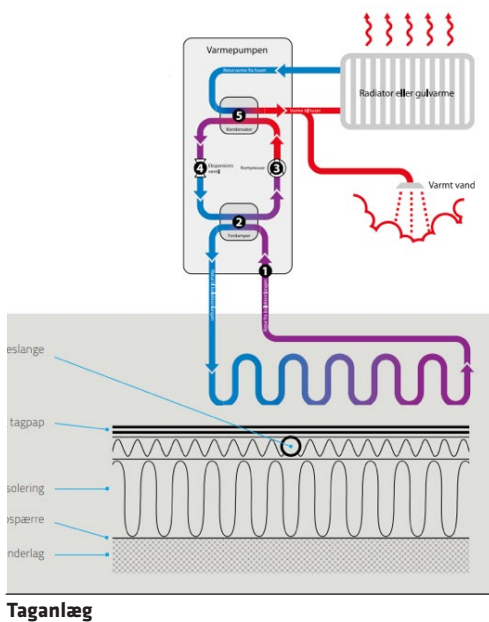 Varmepumpen
Returvarme fra huset
Radiator eller gulvarme
Varme til huset
5
Kondensator
4
Ekspansions
ventil
Kompressor
3
Varmt vand
2
Fordamper
1
eslange
tagpap
solering
spærre
nderlag
Taganlæg